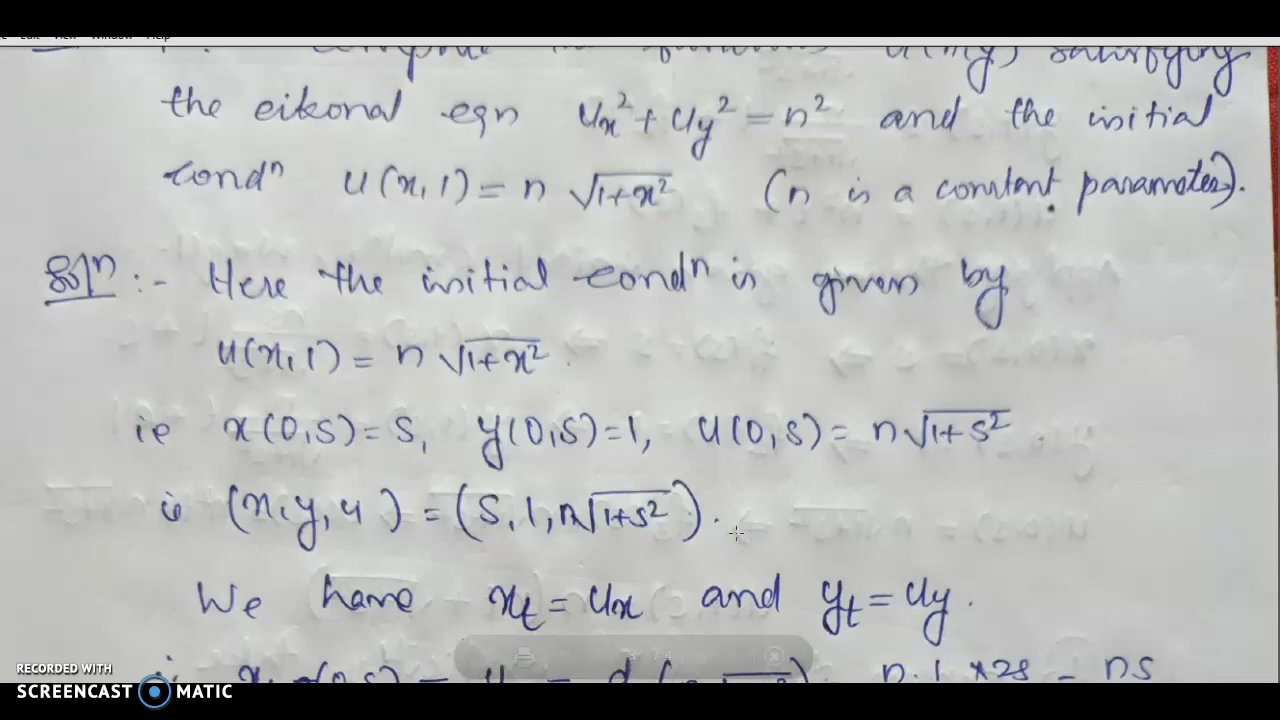 the eikonal eqn ux² + uy² = n² and the initial
condⁿ u(x,1) = n √1+x² (n is a constant parameter).
Solⁿ :- Here the initial condⁿ is given by
u(x,1) = n √1+x².
ie x(0,s) = s, y(0,s) = 1, u(0,s) = n√1+s².
ie (x,y,u) = (s,1,n√1+s²).
We have xt = ux and yt = uy.
RECORDED WITH
SCREENCAST MATIC